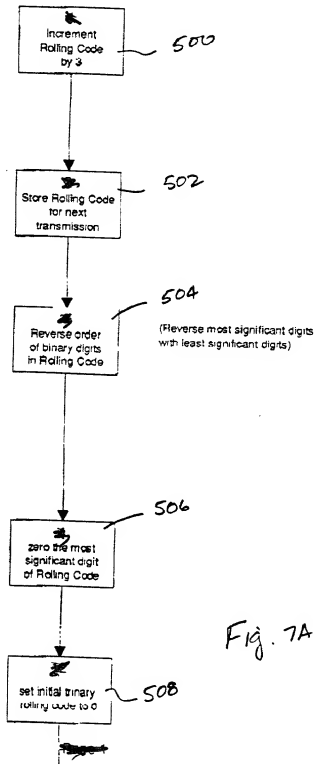 Increment
Rolling Code
by 3
500
Store Rolling Code
for next
transmission
502
Reverse order
of binary digits
in Rolling Code
504
(Reverse most significant digits
with least significant digits)
zero the most
significant digit
of Rolling Code
506
set initial trinary
rolling code to 0
508
Fig. 7A